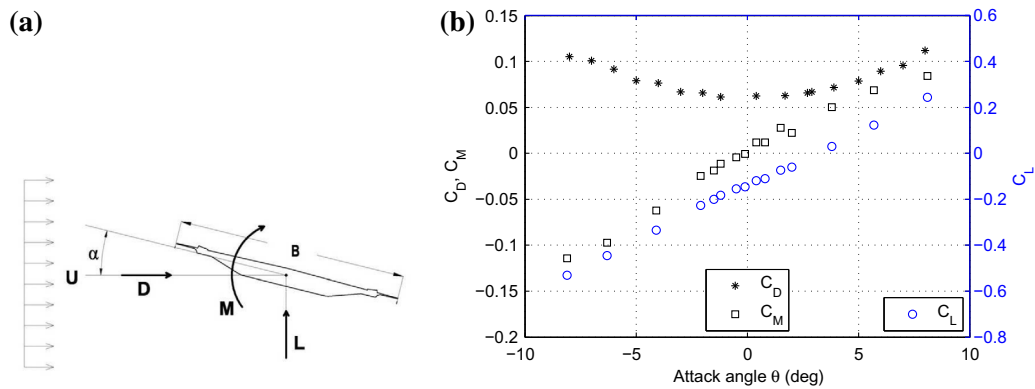 (a)
α
B
U
D
M
L
(b)
0.15
0.1
0.05
0
−0.05
−0.1
−0.15
−0.2
C_D, C_M
−10
−5
0
5
10
Attack angle θ (deg)
0.6
0.4
0.2
0
−0.2
−0.4
−0.6
−0.8
C_L
C_D
C_M
C_L